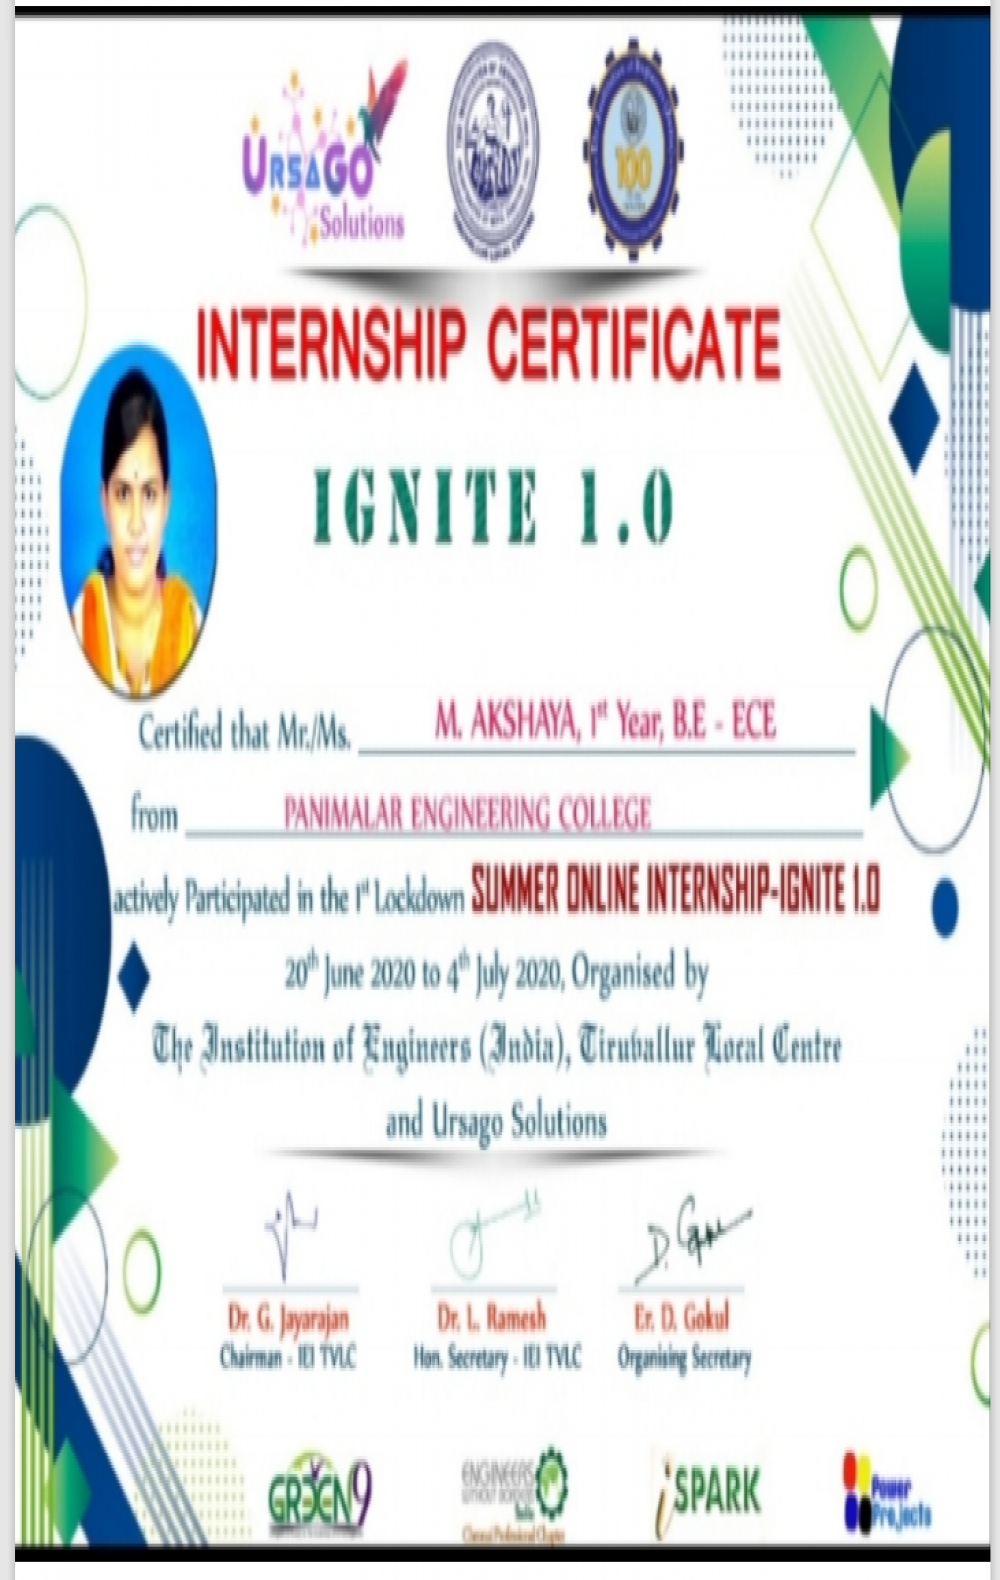 URSAGO
Solutions
100
INTERNSHIP CERTIFICATE
IGNITE 1.0
Certified that Mr./Ms. M. AKSHAYA, 1st Year, B.E - ECE
from PANIMALAR ENGINEERING COLLEGE
actively Participated in the 1st Lockdown SUMMER ONLINE INTERNSHIP-IGNITE 1.0
20th June 2020 to 4th July 2020, Organised by
The Institution of Engineers (India), Tiruvallur Local Centre
and Ursago Solutions
D. Gokul
Dr. G. Jayarajan Dr. L. Ramesh Er. D. Gokul
Chairman - IEI TVLC Hon. Secretary - IEI TVLC Organising Secretary
GREEN9
ENGINEERS
WITHOUT BORDERS
India
Chennai Professional Chapter
iSPARK
Power
Projects